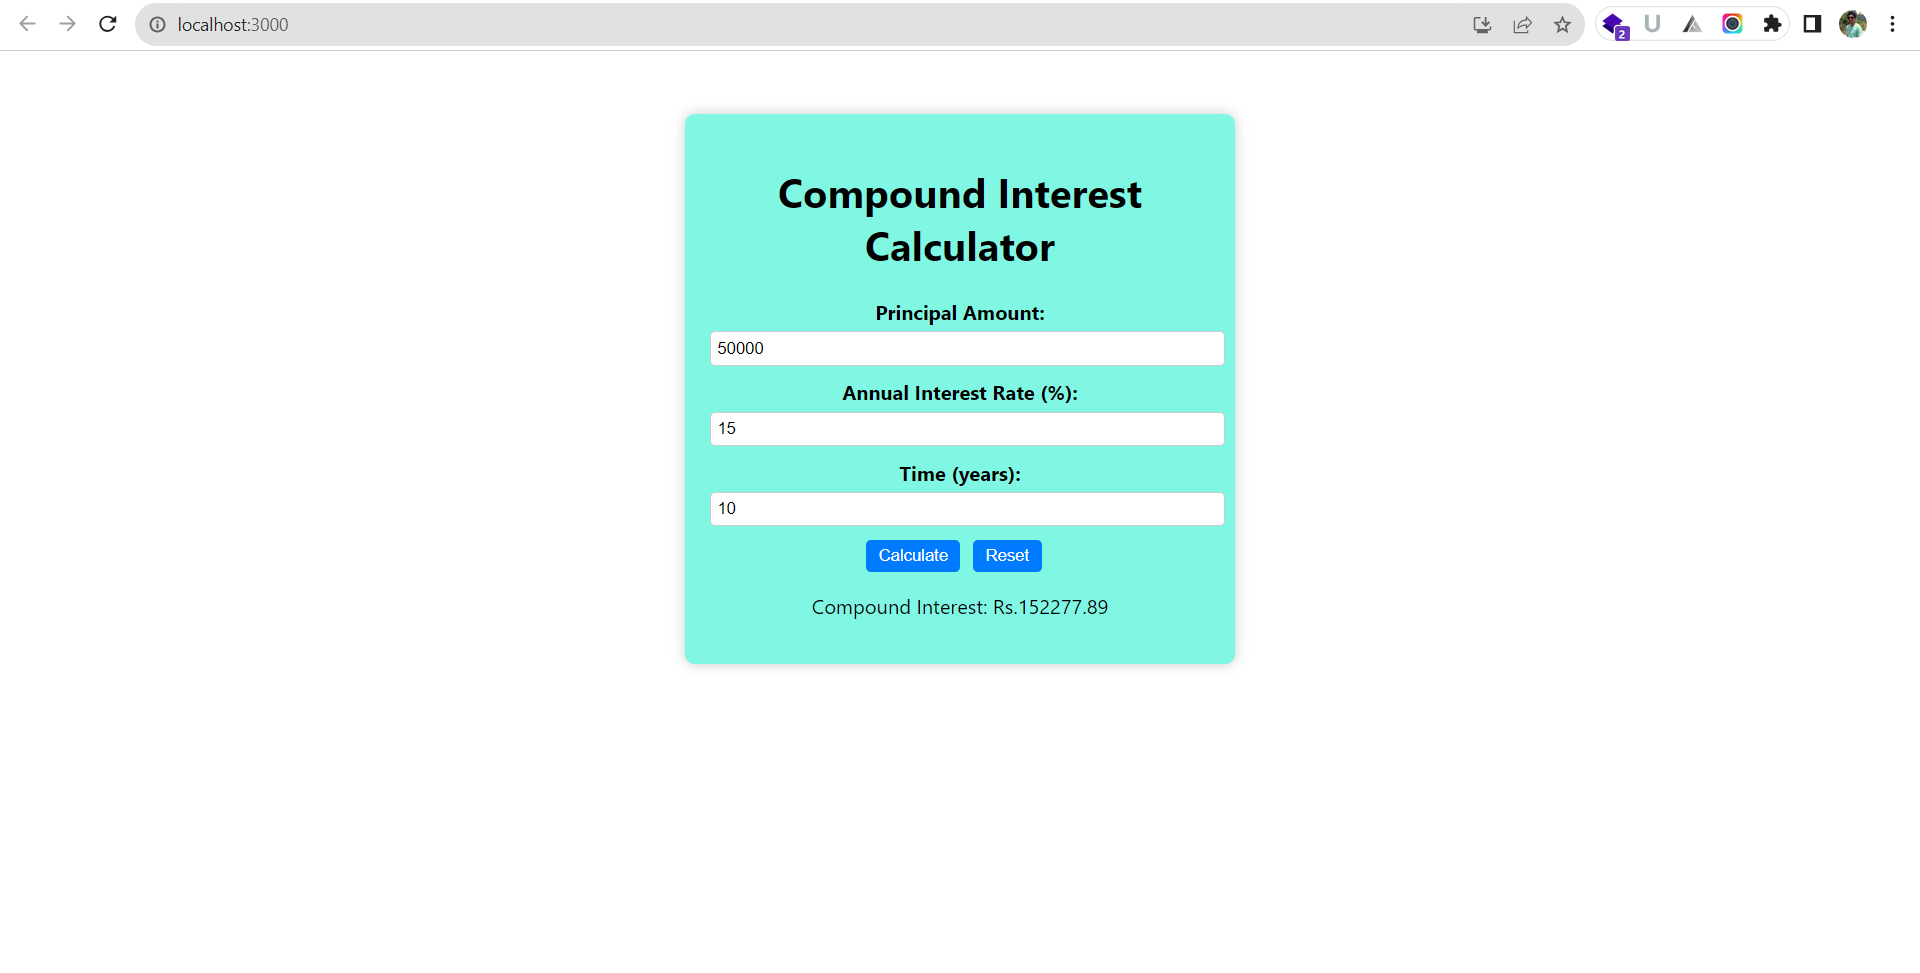 localhost:3000
2
Compound Interest
Calculator
Principal Amount:
50000
Annual Interest Rate (%):
15
Time (years):
10
Calculate Reset
Compound Interest: Rs.152277.89